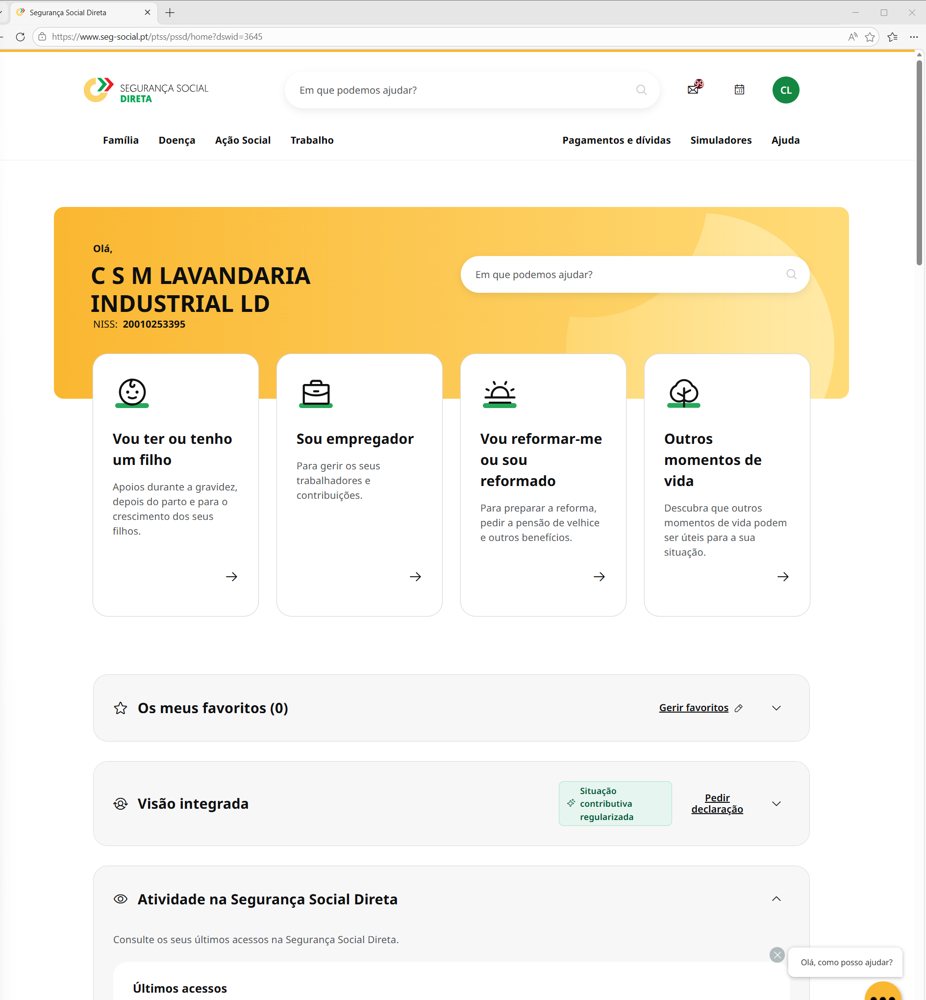 Segurança Social Direta
https://www.seg-social.pt/ptss/pssd/home?dswid=3645
SEGURANÇA SOCIAL
DIRETA
Em que podemos ajudar?
99
CL
Família Doença Ação Social Trabalho Pagamentos e dívidas Simuladores Ajuda
Olá,
C S M LAVANDARIA
INDUSTRIAL LD
NISS: 20010253395
Em que podemos ajudar?
Vou ter ou tenho
um filho
Apoios durante a gravidez,
depois do parto e para o
crescimento dos seus
filhos.
Sou empregador
Para gerir os seus
trabalhadores e
contribuições.
Vou reformar-me
ou sou
reformado
Para preparar a reforma,
pedir a pensão de velhice
e outros benefícios.
Outros
momentos de
vida
Descubra que outros
momentos de vida podem
ser úteis para a sua
situação.
Os meus favoritos (0)
Gerir favoritos
Visão integrada
Situação
contributiva
regularizada
Pedir
declaração
Atividade na Segurança Social Direta
Consulte os seus últimos acessos na Segurança Social Direta.
Olá, como posso ajudar?
Últimos acessos